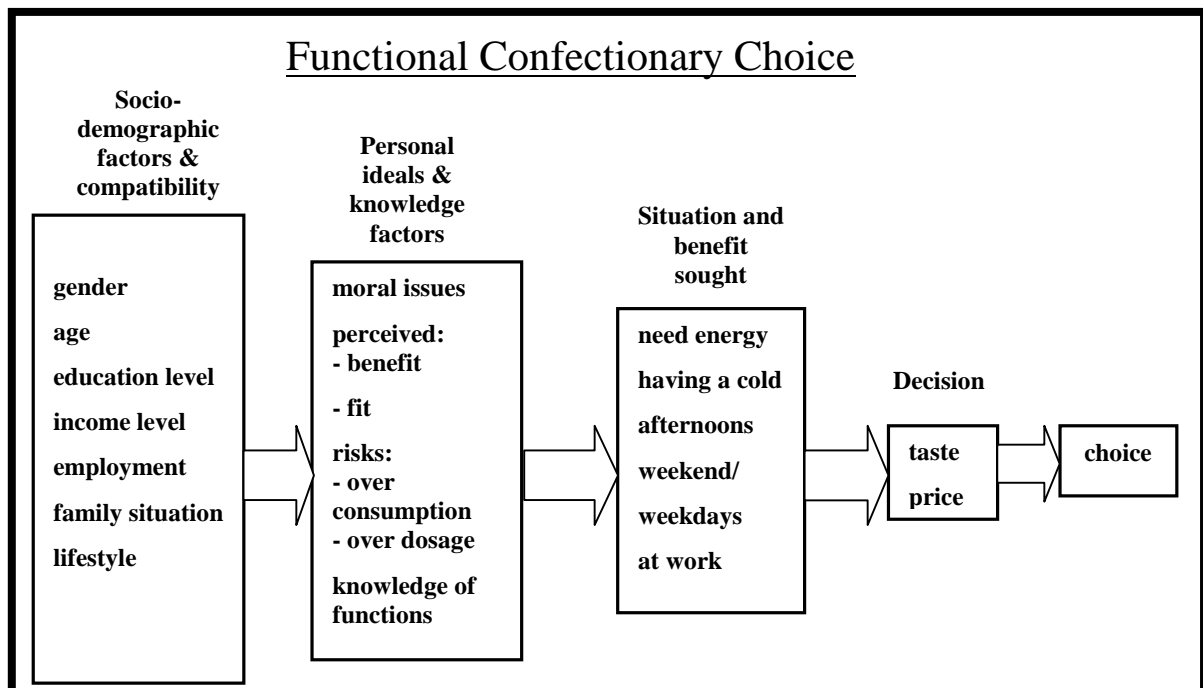 Functional Confectionary Choice
Socio-
demographic
factors &
compatibility
gender
age
education level
income level
employment
family situation
lifestyle
Personal
ideals &
knowledge
factors
moral issues
perceived:
- benefit
- fit
risks:
- over
consumption
- over dosage
knowledge of
functions
Situation and
benefit
sought
need energy
having a cold
afternoons
weekend/
weekdays
at work
Decision
taste
price
choice